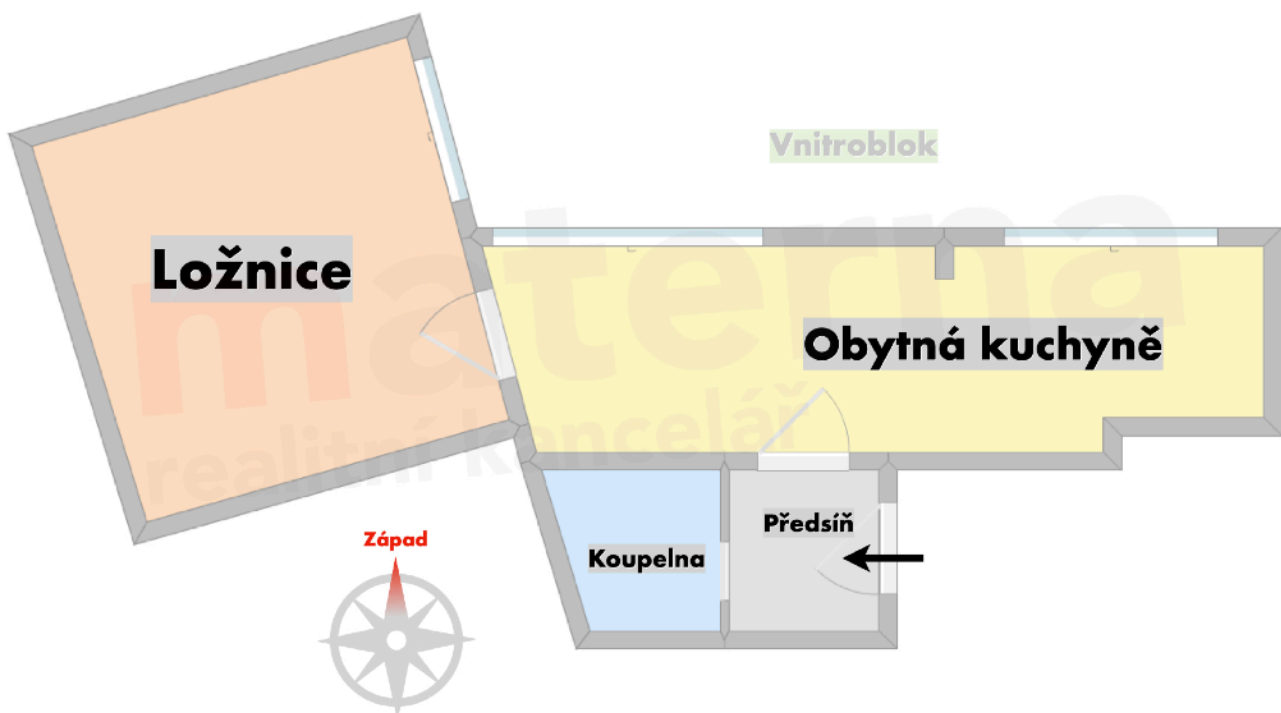 Vnitroblok
Ložnice
materna
realitní kancelář
Obytná kuchyně
Předsíň
Západ
Koupelna